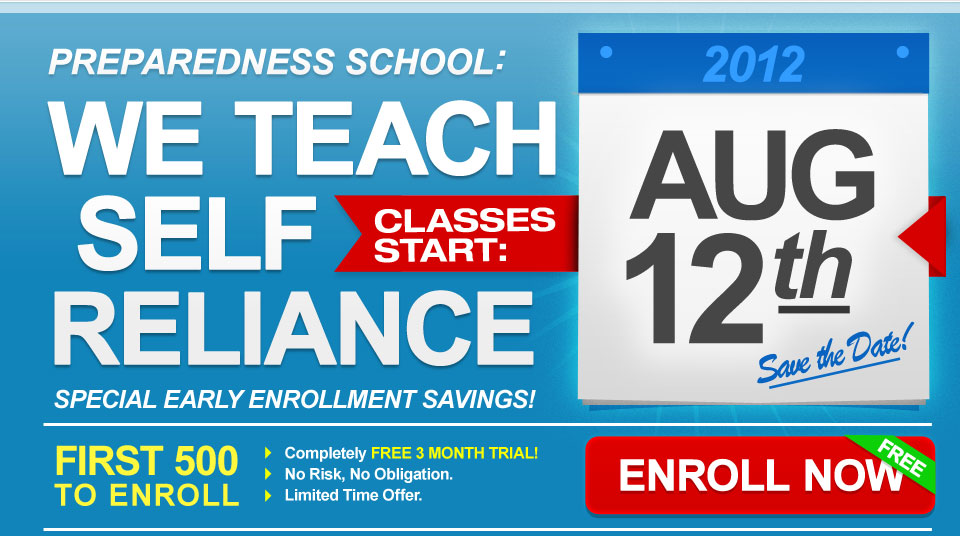 PREPAREDNESS SCHOOL:
WE TEACH
SELF
RELIANCE
CLASSES
START:
2012
AUG
12th
Save the Date!
SPECIAL EARLY ENROLLMENT SAVINGS!
FIRST 500
TO ENROLL
Completely FREE 3 MONTH TRIAL!
No Risk, No Obligation.
Limited Time Offer.
ENROLL NOW
FREE